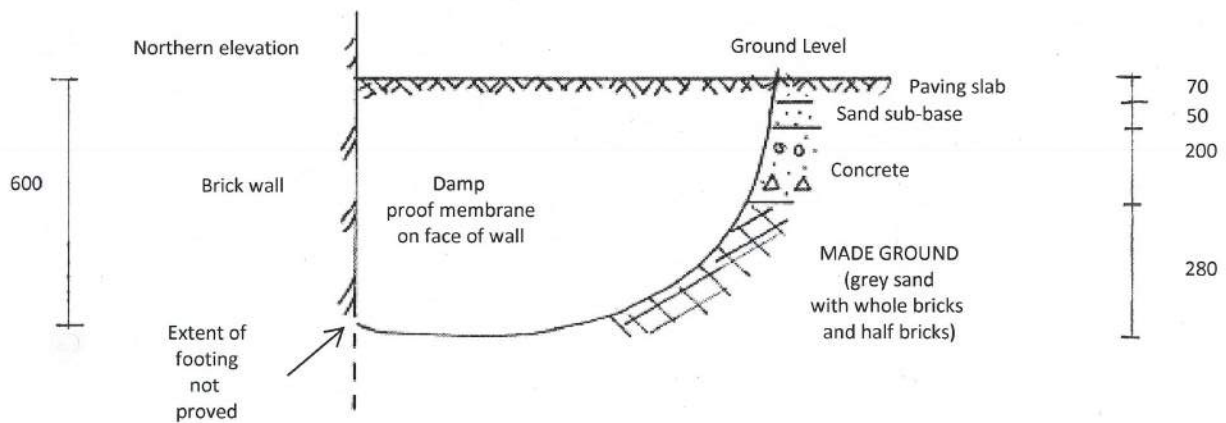 Northern elevation
Ground Level
Paving slab
70
50
Sand sub-base
200
600
Brick wall
Damp
proof membrane
on face of wall
Concrete
MADE GROUND
(grey sand
with whole bricks
and half bricks)
280
Extent of
footing
not
proved